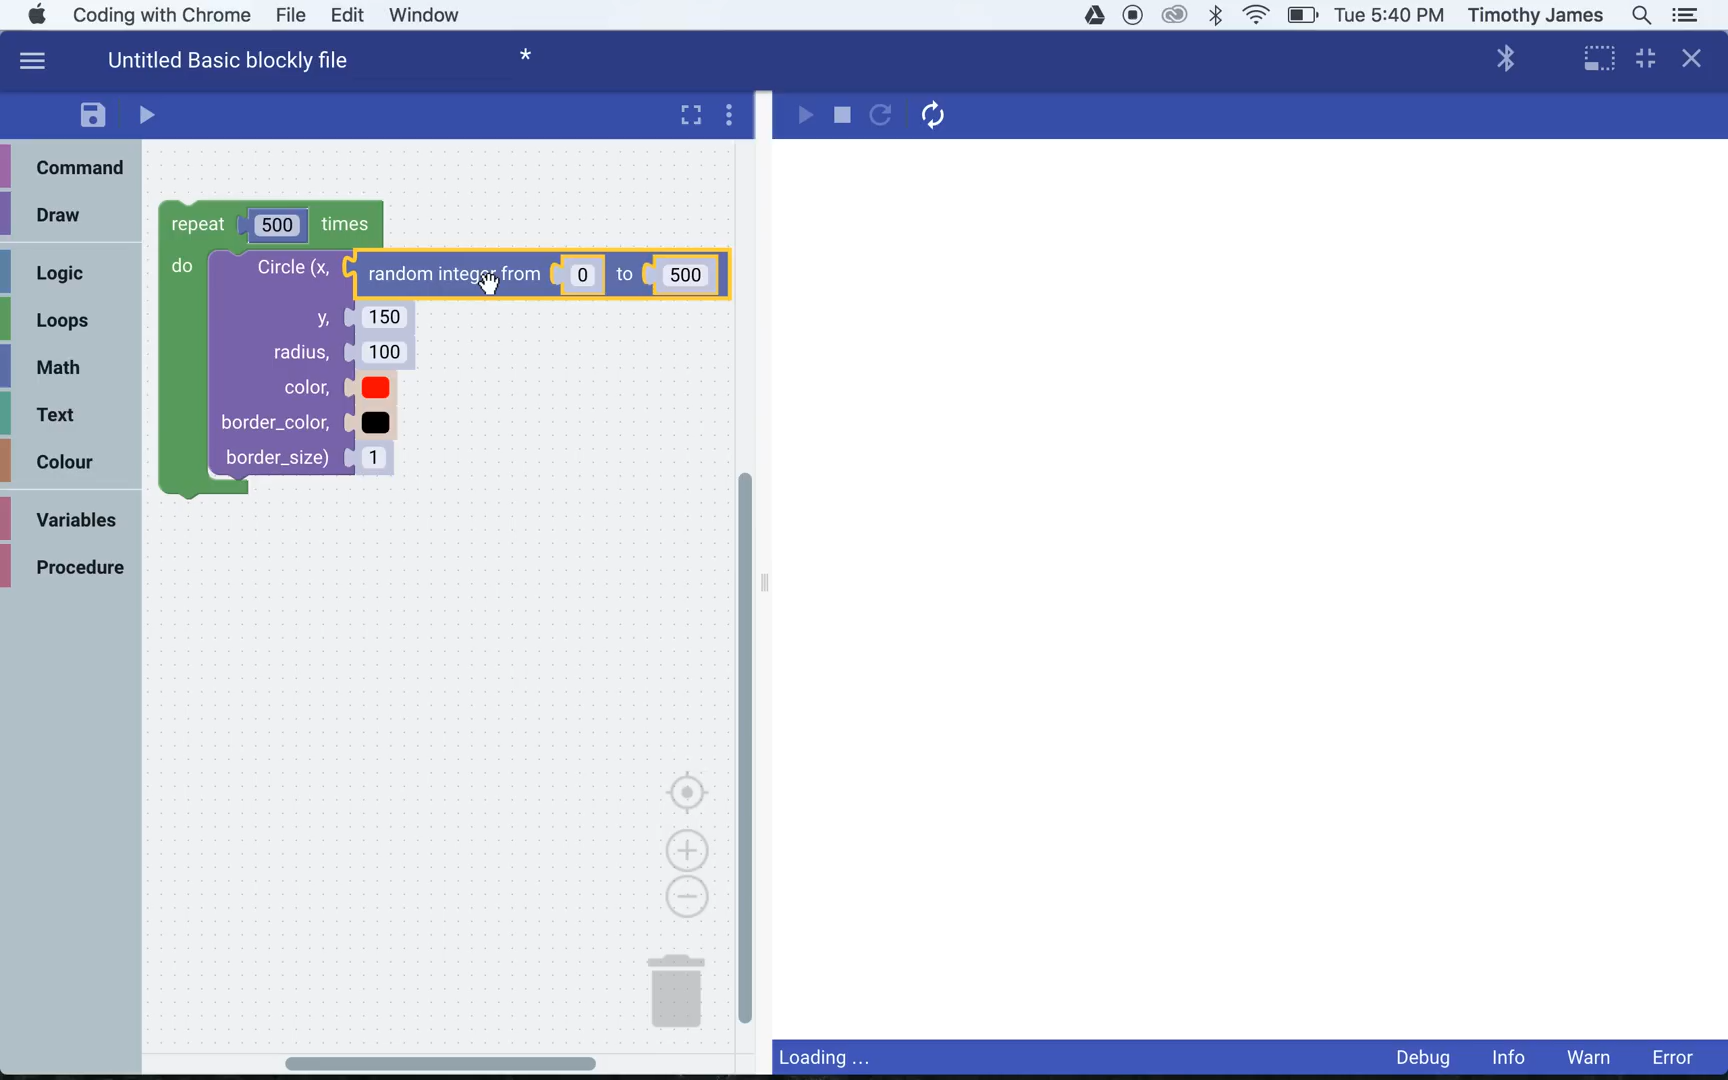 Coding with Chrome File Edit Window Tue 5:40 PM Timothy James
Untitled Basic blockly file *
Command
Draw
Logic
Loops
Math
Text
Colour
Variables
Procedure
repeat 500 times
do Circle (x, random integer from 0 to 500
y, 150
radius, 100
color,
border_color,
border_size) 1
Loading ... Debug Info Warn Error